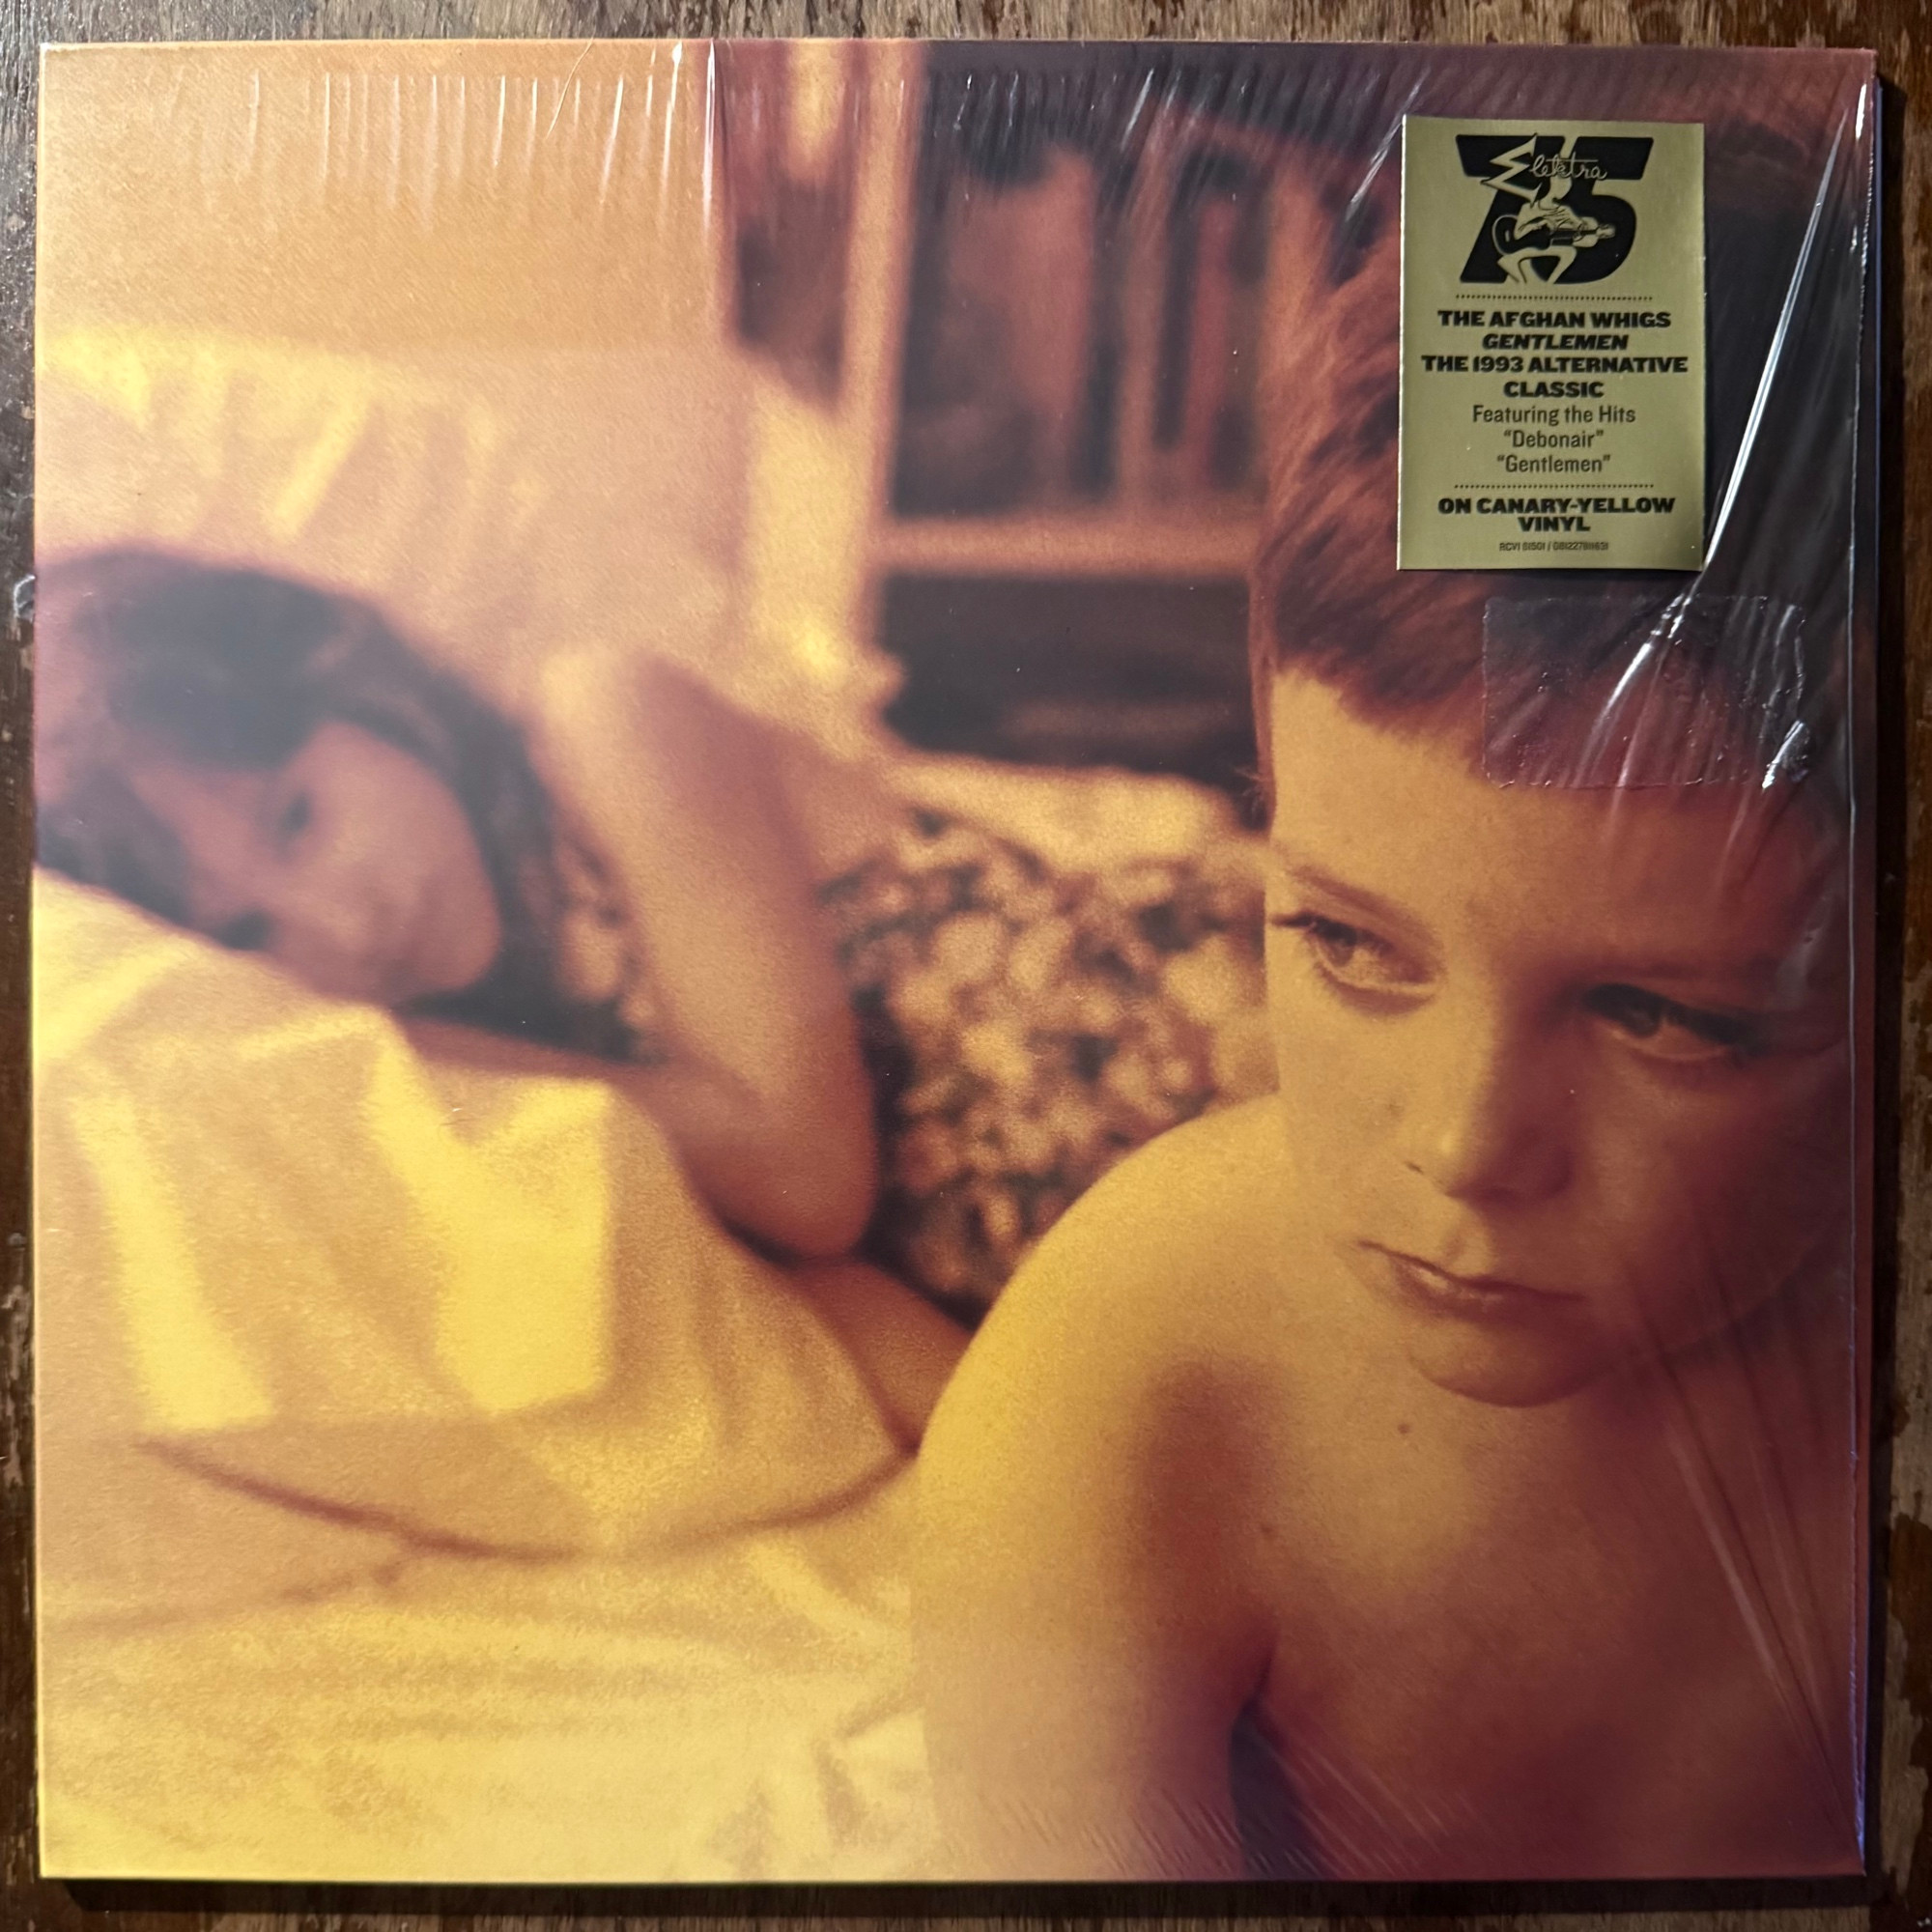 75
Elektra
THE AFGHAN WHIGS
GENTLEMEN
THE 1993 ALTERNATIVE
CLASSIC
Featuring the Hits
“Debonair”
“Gentlemen”
ON CANARY-YELLOW
VINYL